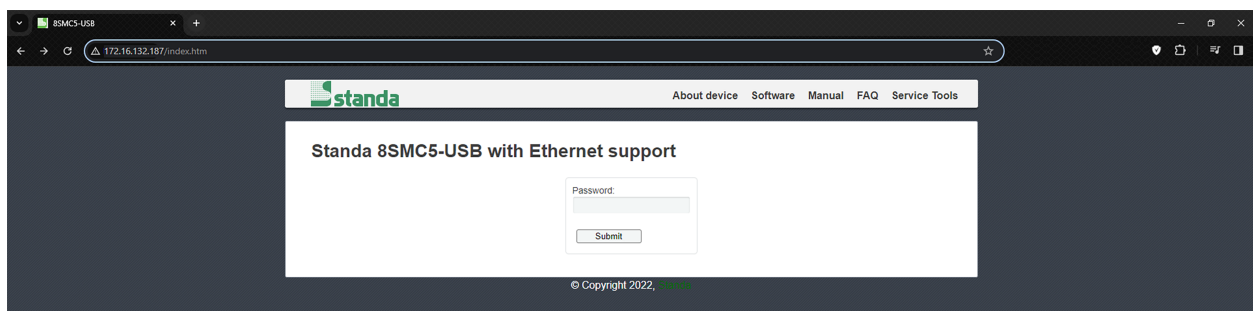 8SMC5-USB
172.16.132.187/index.htm
standa
About device Software Manual FAQ Service Tools
Standa 8SMC5-USB with Ethernet support
Password:
Submit
© Copyright 2022,